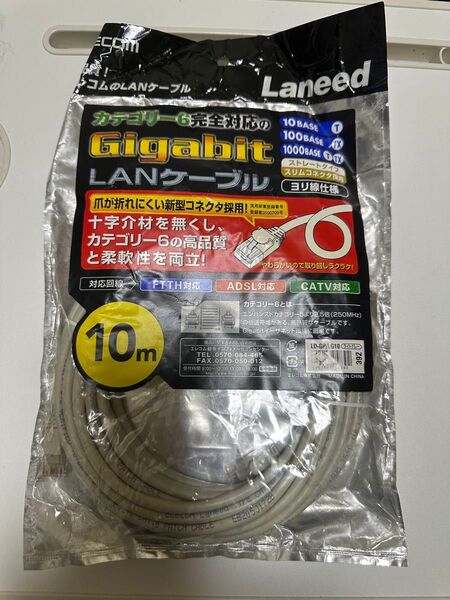 ECOM
Laneed
コムのLANケーブル
カテゴリー6完全対応の
Gigabit
LANケーブル
10BASE T
100BASE TX
1000BASE T TX
ストレートタイプ
スリムコネクタ採用
ヨリ線仕様
爪が折れにくい新型コネクタ採用!
十字介材を無くし、
カテゴリー6の高品質
と柔軟性を両立!
やわらかいので取り回しラクラク!
対応回線
FTTH対応
ADSL対応
CATV対応
10m
カテゴリー6とは
TEL.0570-084-465
FAX.0570-050-012
392
MADE IN CHINA